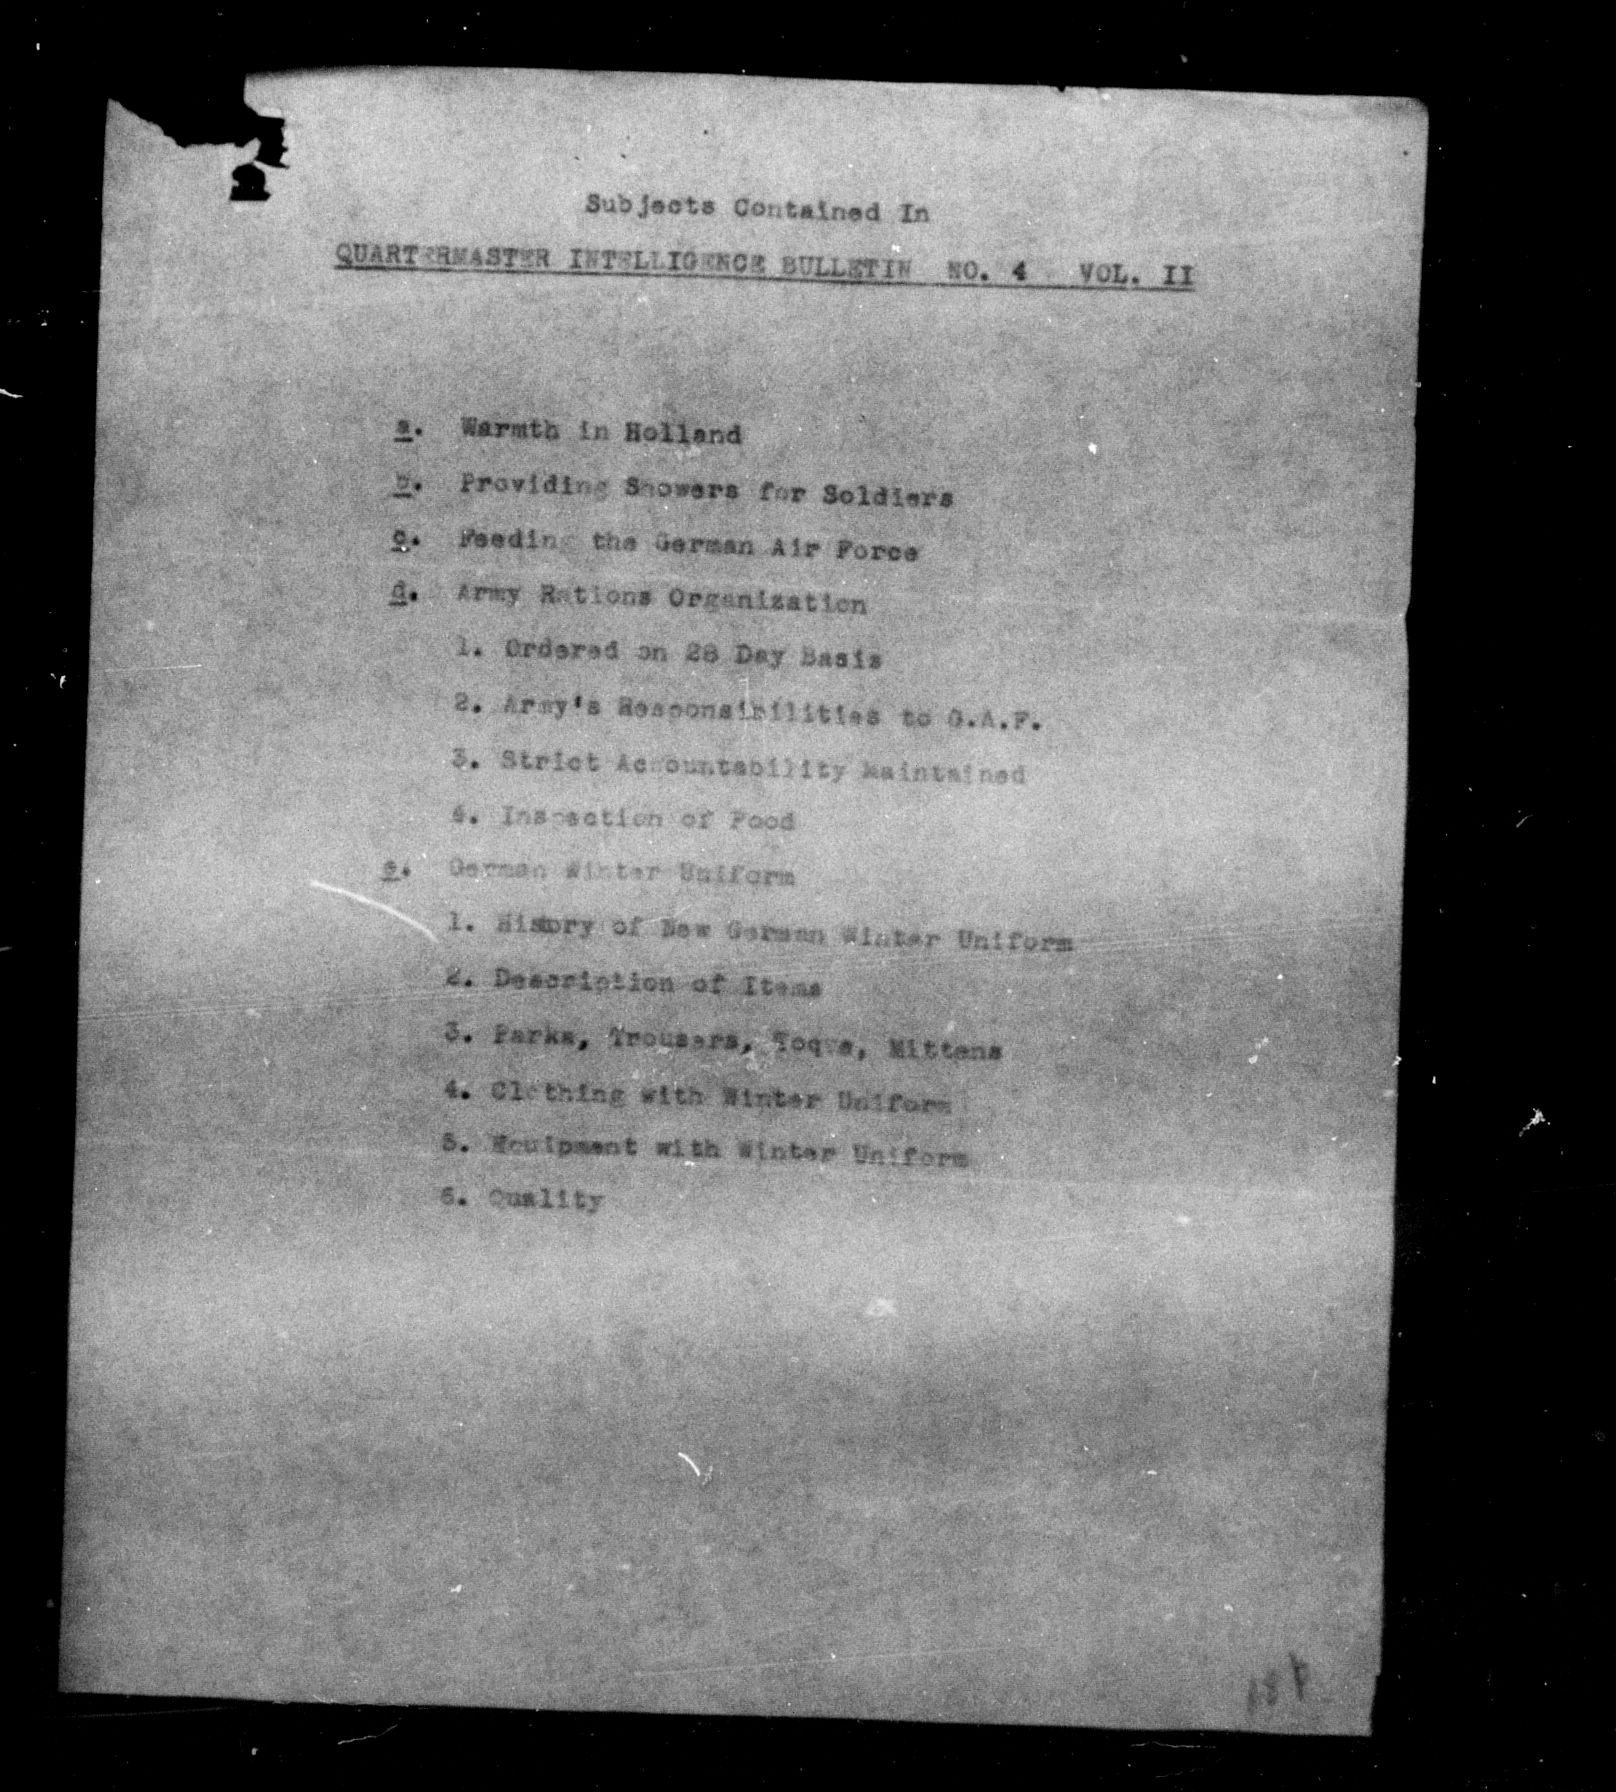 Subjects Contained In
QUARTERMASTER INTELLIGENCE BULLETIN NO. 4 VOL. II
a. Warmth in Holland
b. Providing Showers for Soldiers
c. Feeding the German Air Force
d. Army Rations Organization
1. Ordered on 28 Day Basis
2. Army's Responsibilities to G.A.F.
3. Strict Accountability Maintained
4. Inspection of Food
e. German Winter Uniform
1. History of New German Winter Uniform
2. Description of Items
3. Parka, Trousers, Toque, Mittens
4. Clothing with Winter Uniform
5. Equipment with Winter Uniform
6. Quality